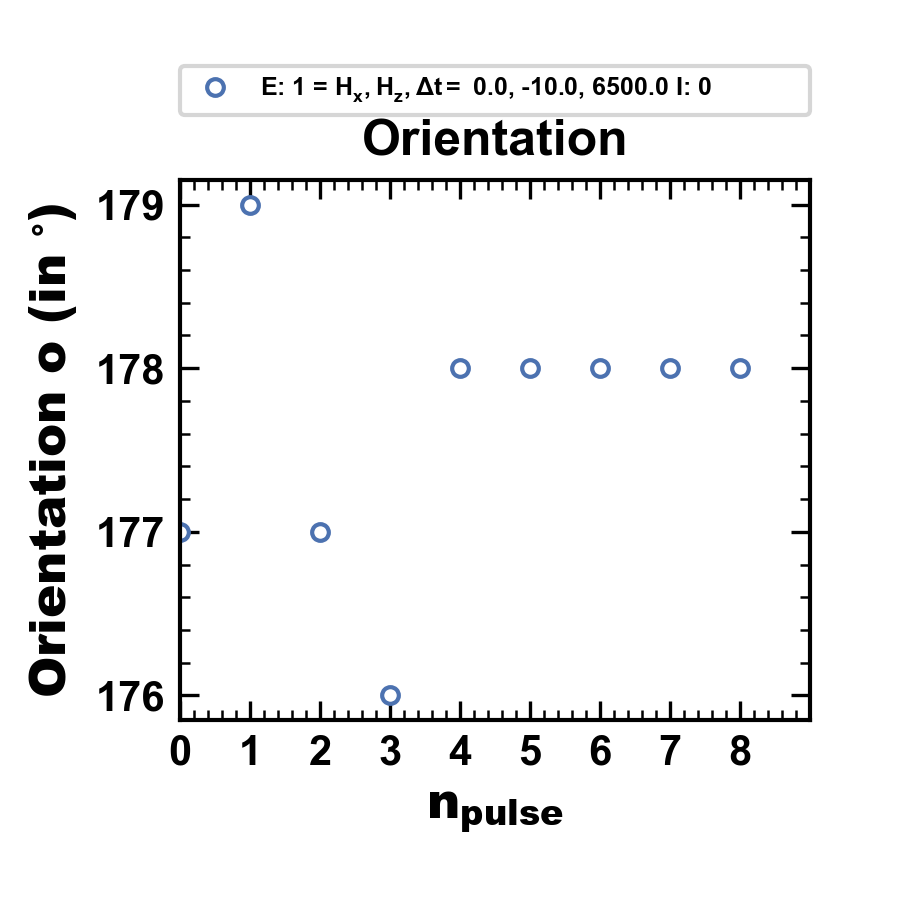 E: 1 = Hx, Hz, Δt = 0.0, -10.0, 6500.0 I: 0
Orientation
Orientation o (in °)
179
178
177
176
0 1 2 3 4 5 6 7 8
npulse